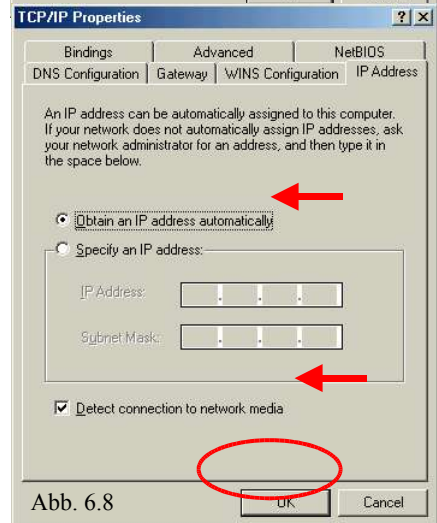 TCP/IP Properties
? ×
Bindings Advanced NetBIOS
DNS Configuration Gateway WINS Configuration IP Address
An IP address can be automatically assigned to this computer.
If your network does not automatically assign IP addresses, ask
your network administrator for an address, and then type it in
the space below.
Obtain an IP address automatically
Specify an IP address:
IP Address:
Subnet Mask:
Detect connection to network media
Abb. 6.8
OK Cancel